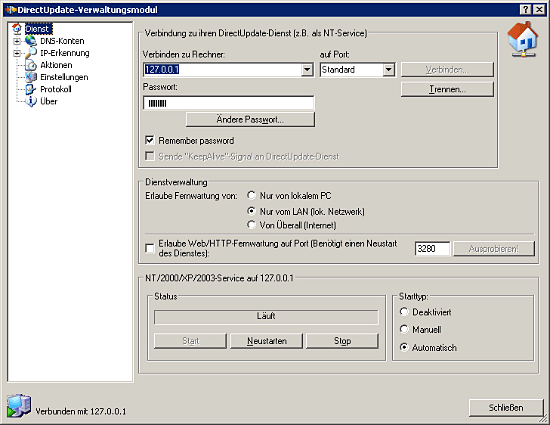 DirectUpdate-Verwaltungsmodul
Dienst
DNS-Konten
IP-Erkennung
Aktionen
Einstellungen
Protokoll
Über
Verbindung zu ihren DirectUpdate-Dienst (z.B. als NT-Service)
Verbinden zu Rechner:
auf Port:
127.0.0.1
Standard
Verbinden...
Passwort:
Trennen...
Ändere Passwort...
Remember password
Sende "KeepAlive"-Signal an DirectUpdate-Dienst
Dienstverwaltung
Erlaube Fernwartung von:
Nur von lokalem PC
Nur vom LAN (lok. Netzwerk)
Von Überall (Internet)
Erlaube Web/HTTP-Fernwartung auf Port (Benötigt einen Neustart
des Dienstes):
3280
Ausprobieren!
NT/2000/XP/2003-Service auf 127.0.0.1
Status
Starttyp:
Läuft
Deaktiviert
Manuell
Start
Neustarten
Stop
Automatisch
Verbunden mit 127.0.0.1
Schließen